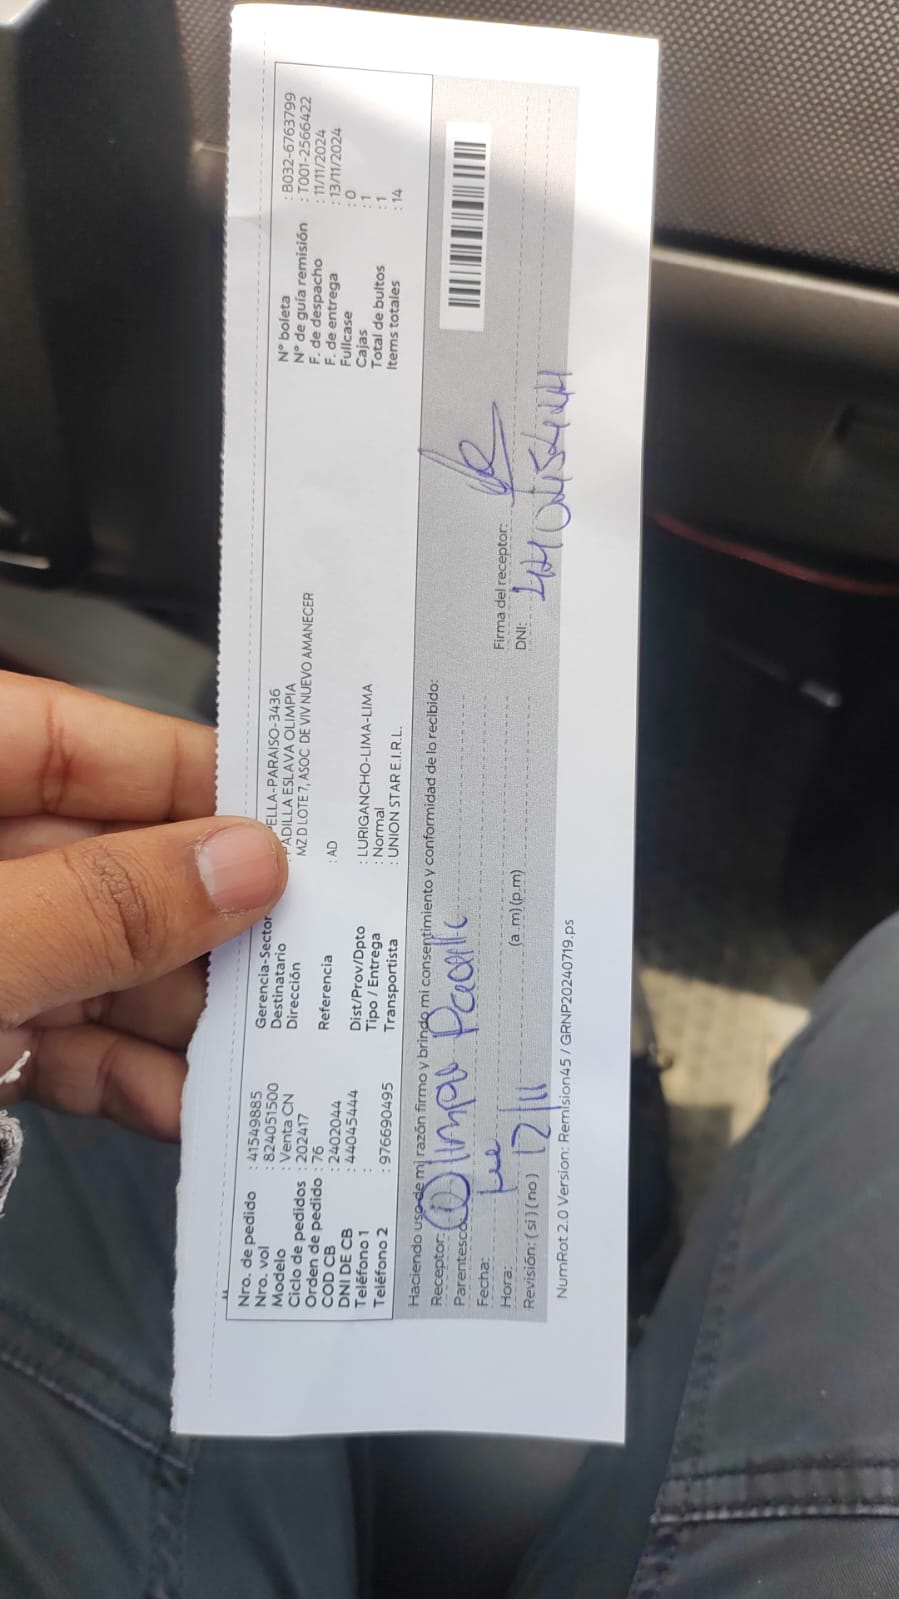 Nro. de pedido : 41549885
Nro. vol : 824051500
Modelo : Venta CN
Ciclo de pedidos : 202417
Orden de pedido : 76
COD CB : 2402044
DNI DE CB : 44045444
Teléfono 1 :
Teléfono 2 : 976690495
Gerencia-Sector ELLA-PARAISO-3436
Destinatario : PADILLA ESLAVA OLIMPIA
Dirección MZ D LOTE 7, ASOC DE VIV NUEVO AMANECER
Referencia : AD
Dist/Prov/Dpto : LURIGANCHO-LIMA-LIMA
Tipo / Entrega : Normal
Transportista : UNION STAR E.I.R.L.
N° boleta : B032-6763799
N° de guía remisión : T001-2566422
F. de despacho : 11/11/2024
F. de entrega : 13/11/2024
Fullcase : 0
Cajas : 1
Total de bultos : 1
Items totales : 14
Haciendo uso de mi razón firmo y brindo mi consentimiento y conformidad de lo recibido:
Receptor: Olimpia Padilla
Parentesco:
Fecha:
Hora: 12/11
Revisión: (si) (no) (a.m) (p.m)
Firma del receptor:
DNI: 44045444
NumRot 2.0 Version: Remision45 / GRNP20240719.ps